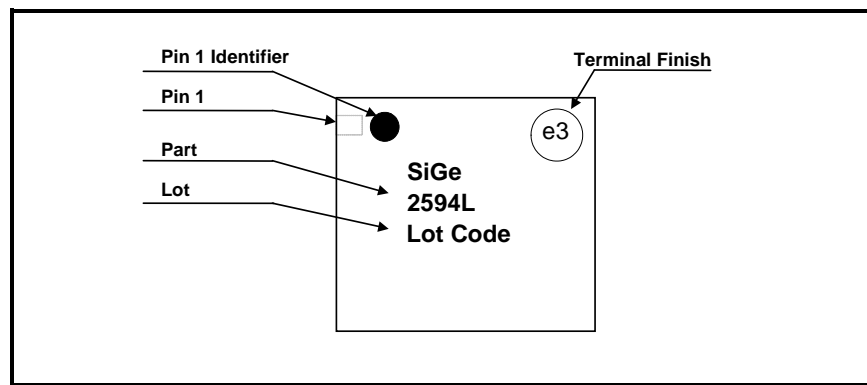 Pin 1 Identifier
Terminal Finish
Pin 1
e3
Part
SiGe
Lot
2594L
Lot Code